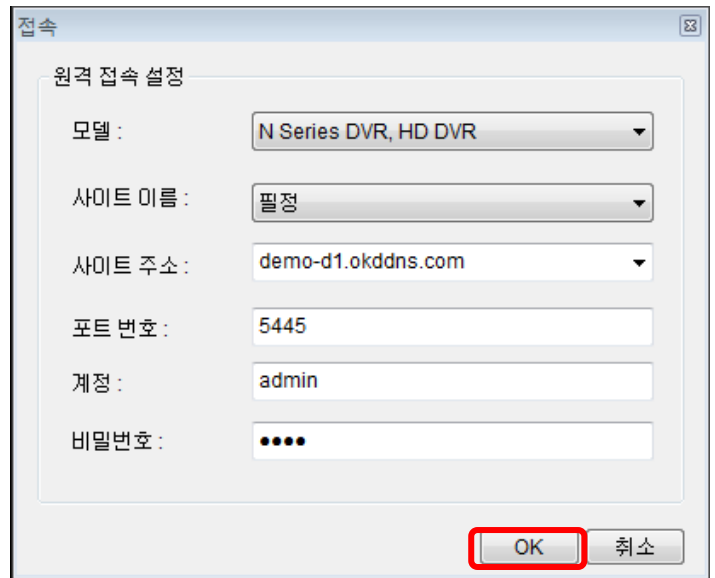 접속
원격 접속 설정
모델 : N Series DVR, HD DVR
사이트 이름 : 필정
사이트 주소 : demo-d1.okddns.com
포트 번호 : 5445
계정 : admin
비밀번호 : ●●●●
OK 취소